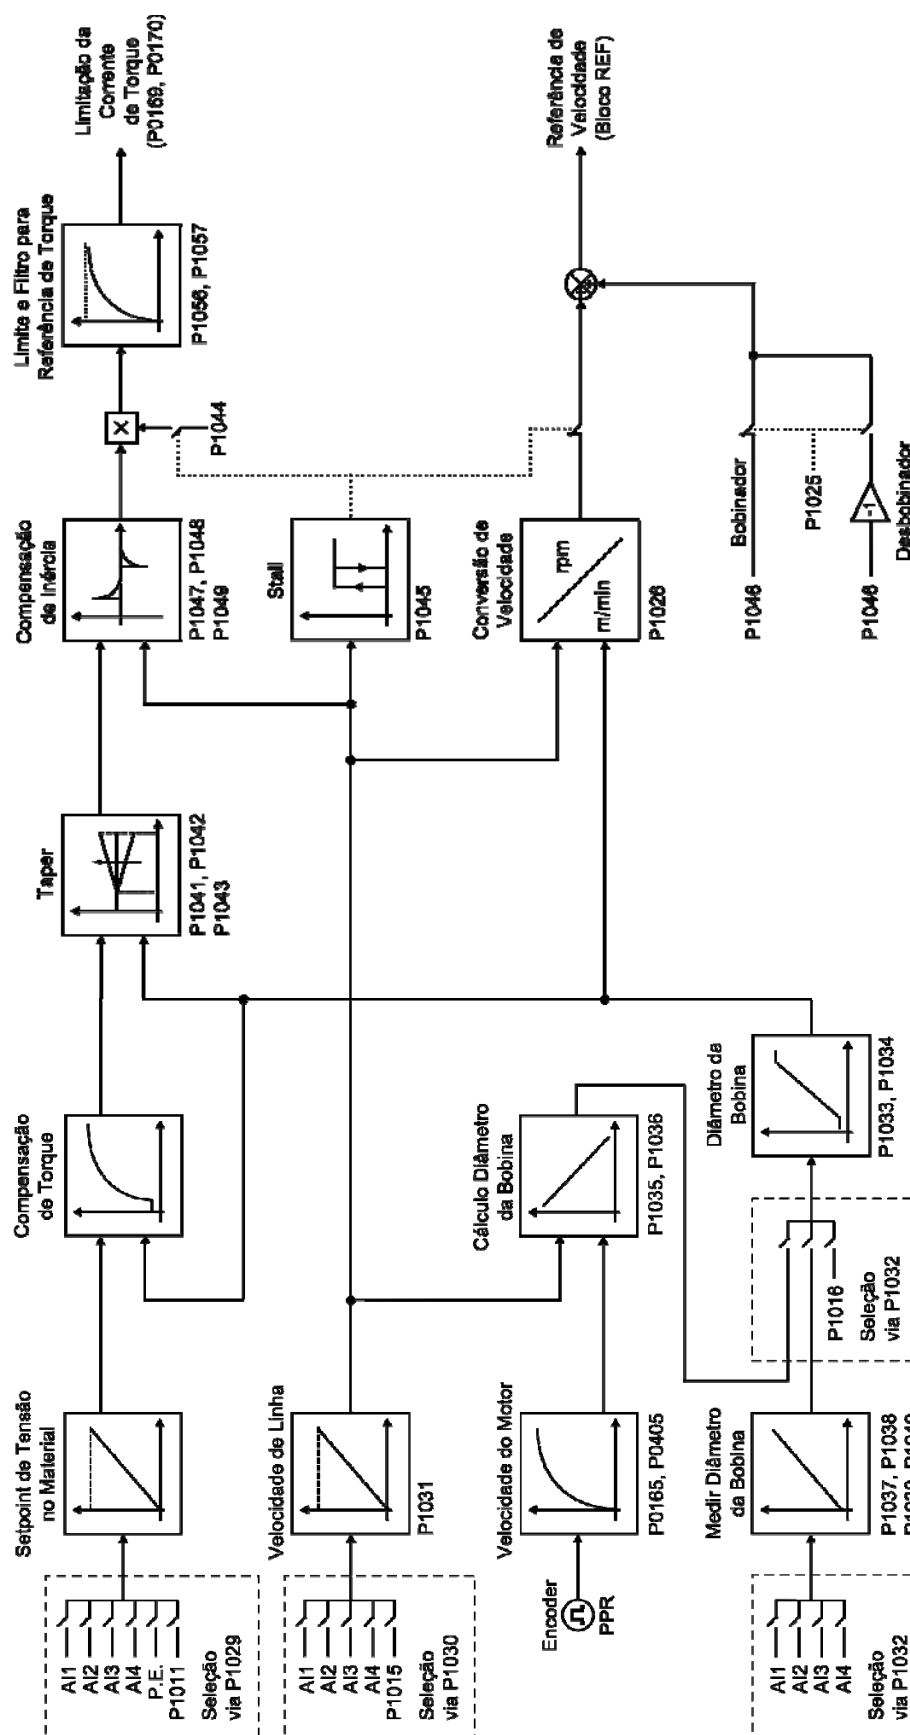 AI1
AI2
AI3
AI4
P.E.
P1011
Seleção
via P1029
Setpoint de Tensão
no Material
Compensação
de Torque
Taper
P1041, P1042
P1043
Compensação
de Inércia
P1047, P1048
P1049
X
P1044
Limite e Filtro para
Referência de Torque
P1056, P1057
Limitação da
Corrente
de Torque
(P0169, P0170)
AI1
AI2
AI3
AI4
P1015
Seleção
via P1030
Velocidade de Linha
P1031
Stall
P1045
Encoder
PPR
Velocidade do Motor
P0165, P0405
Cálculo Diâmetro
da Bobina
P1035, P1036
Conversão de
Velocidade
rpm
m/min
P1026
Referência de
Velocidade
(Bloco REF)
AI1
AI2
AI3
AI4
Seleção
via P1032
Medir Diâmetro
da Bobina
P1037, P1038
P1016
Seleção
via P1032
Diâmetro da
Bobina
P1033, P1034
Bobinador
P1046
P1025
P1046
-1
Desbobinador